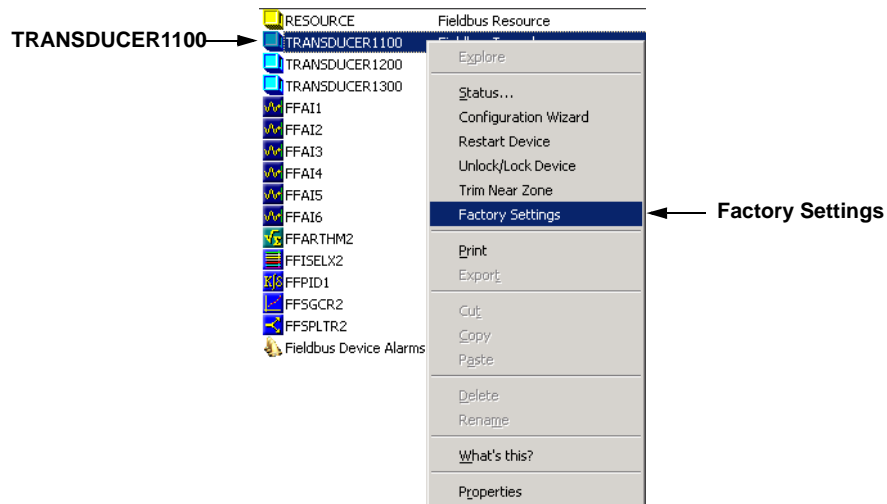 RESOURCE Fieldbus Resource
TRANSDUCER1100 TRANSDUCER1100
TRANSDUCER1200
TRANSDUCER1300
FFAI1
FFAI2
FFAI3
FFAI4
FFAI5
FFAI6
FFARTHM2
FFISELX2
FFPID1
FFSGCR2
FFSPLTR2
Fieldbus Device Alarms
Explore
Status...
Configuration Wizard
Restart Device
Unlock/Lock Device
Trim Near Zone
Factory Settings Factory Settings
Print
Export
Cut
Copy
Paste
Delete
Rename
What's this?
Properties